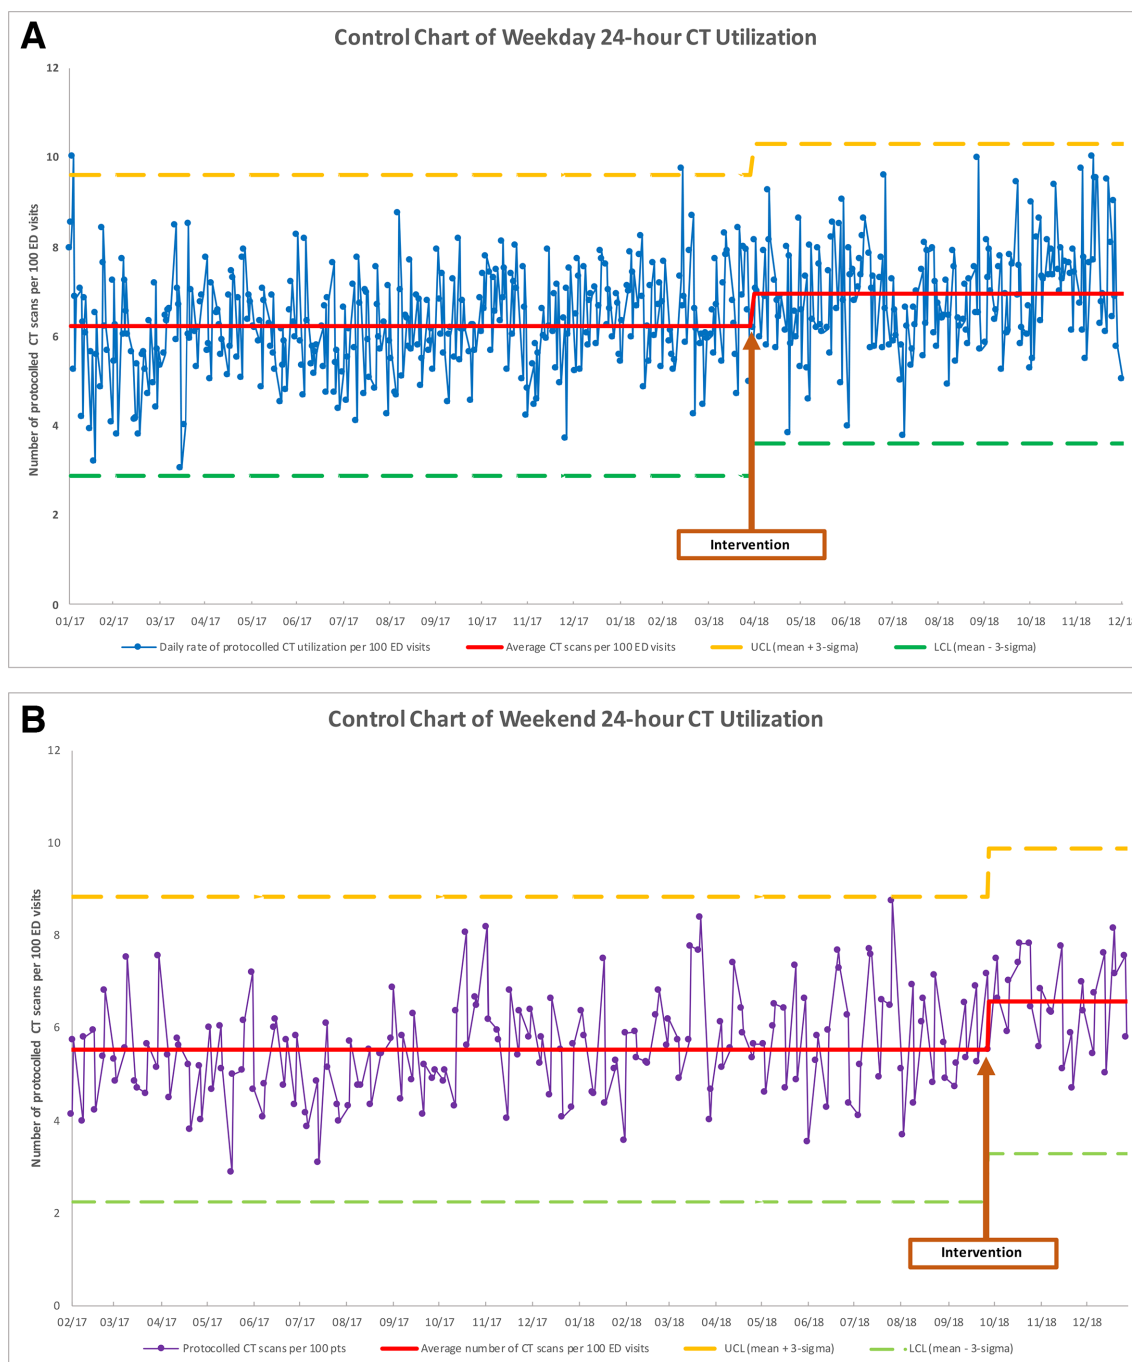 A
Control Chart of Weekday 24-hour CT Utilization
12
10
8
6
4
2
0
Number of protocolled CT scans per 100 ED visits
Intervention
01/17 02/17 03/17 04/17 05/17 06/17 07/17 08/17 09/17 10/17 11/17 12/17 01/18 02/18 03/18 04/18 05/18 06/18 07/18 08/18 09/18 10/18 11/18 12/18
Daily rate of protocolled CT utilization per 100 ED visits Average CT scans per 100 ED visits UCL (mean + 3-sigma) LCL (mean - 3-sigma)
B
Control Chart of Weekend 24-hour CT Utilization
12
10
8
6
4
2
0
Number of protocolled CT scans per 100 ED visits
Intervention
02/17 03/17 04/17 05/17 06/17 07/17 08/17 09/17 10/17 11/17 12/17 01/18 02/18 03/18 04/18 05/18 06/18 07/18 08/18 09/18 10/18 11/18 12/18
Protocolled CT scans per 100 pts Average number of CT scans per 100 ED visits UCL (mean + 3-sigma) LCL (mean - 3-sigma)